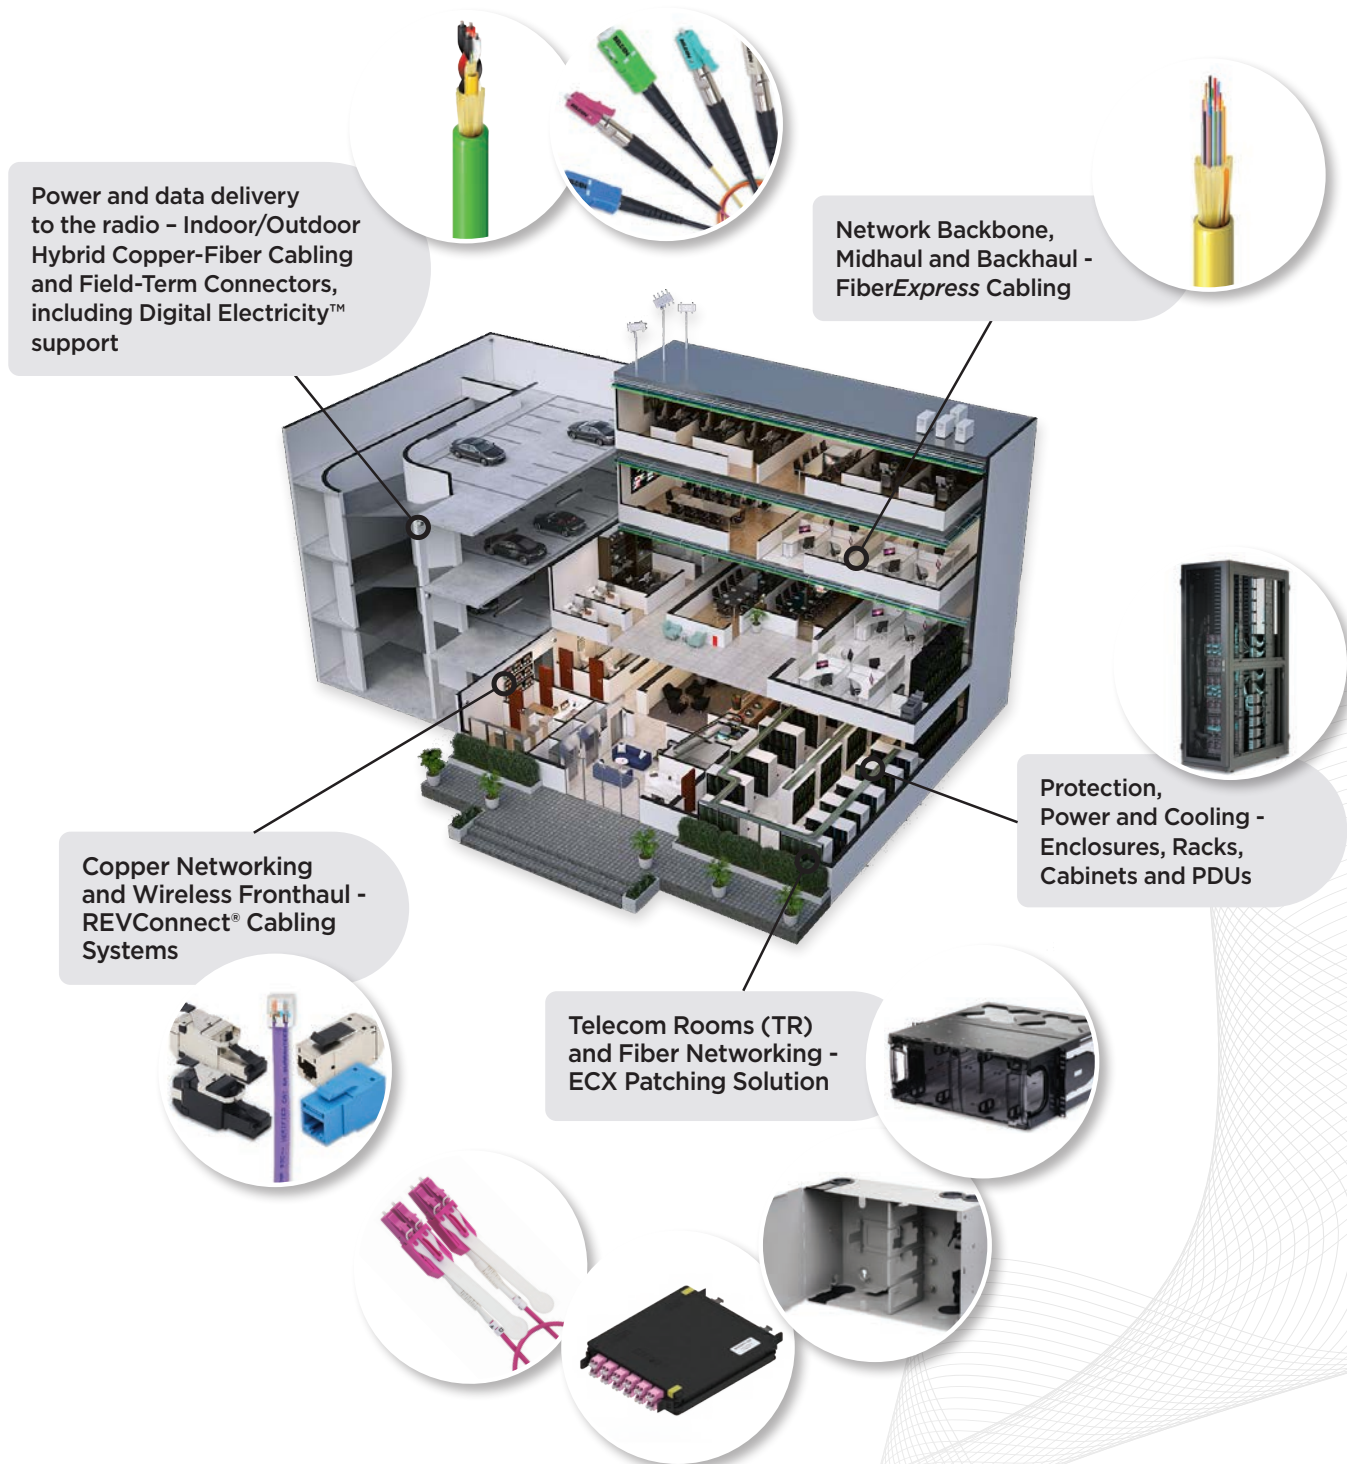 Power and data delivery
to the radio – Indoor/Outdoor
Hybrid Copper-Fiber Cabling
and Field-Term Connectors,
including Digital Electricity™
support
Network Backbone,
Midhaul and Backhaul -
FiberExpress Cabling
Protection,
Power and Cooling -
Enclosures, Racks,
Cabinets and PDUs
Copper Networking
and Wireless Fronthaul -
REVConnect® Cabling
Systems
Telecom Rooms (TR)
and Fiber Networking -
ECX Patching Solution